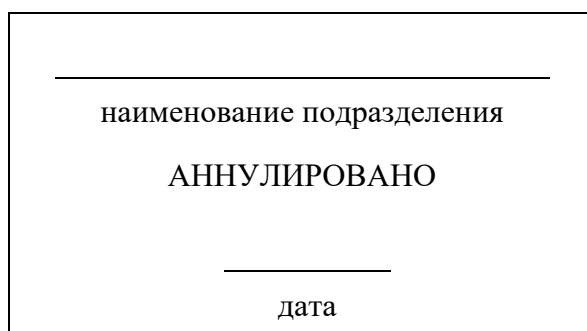 наименование подразделения
АННУЛИРОВАНО
дата